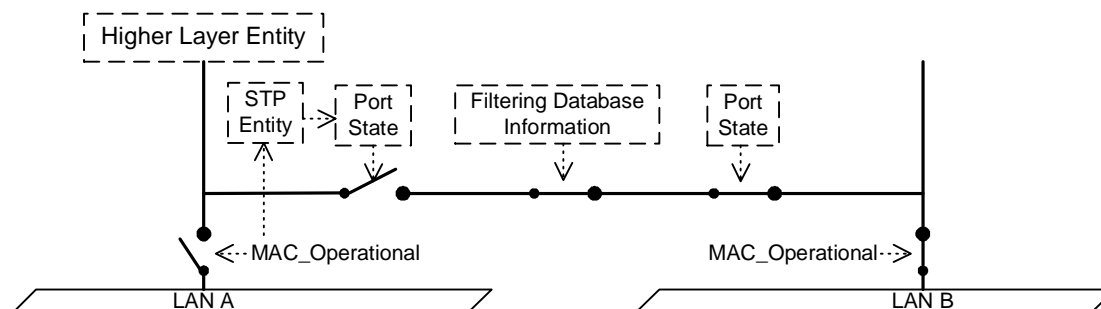 Higher Layer Entity
STP
Entity
Port
State
Filtering Database
Information
Port
State
MAC_Operational
MAC_Operational
LAN A
LAN B